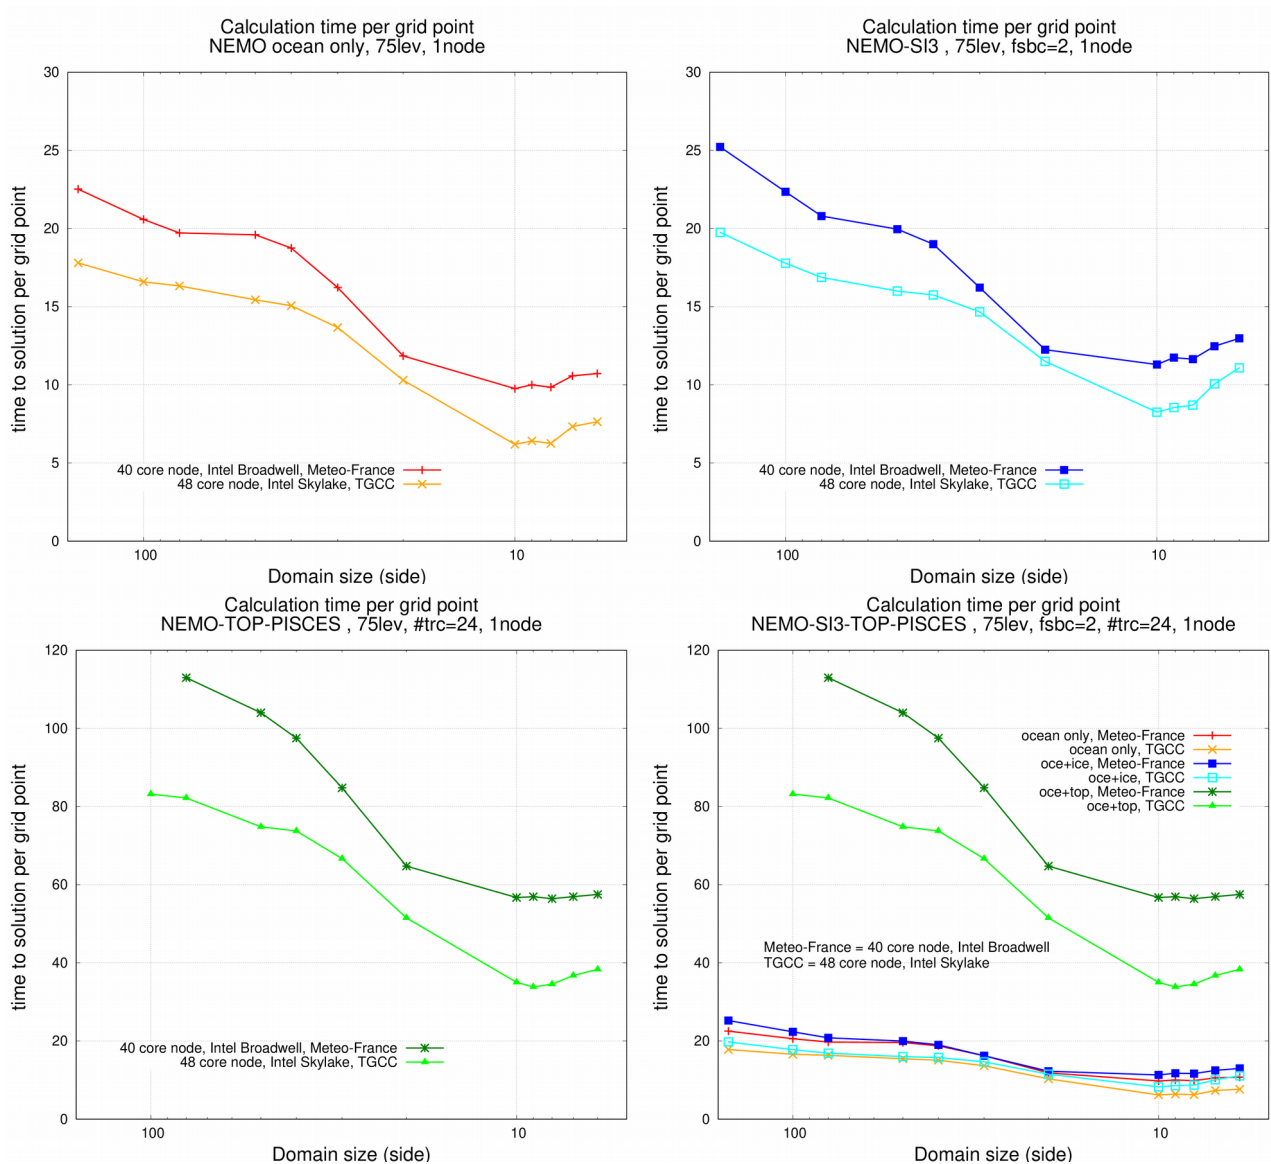 Calculation time per grid point
NEMO ocean only, 75lev, 1node
30
25
20
15
10
5
0
time to solution per grid point
40 core node, Intel Broadwell, Meteo-France
48 core node, Intel Skylake, TGCC
100
10
Domain size (side)
Calculation time per grid point
NEMO-SI3 , 75lev, fsbc=2, 1node
30
25
20
15
10
5
0
time to solution per grid point
40 core node, Intel Broadwell, Meteo-France
48 core node, Intel Skylake, TGCC
100
10
Domain size (side)
Calculation time per grid point
NEMO-TOP-PISCES , 75lev, #trc=24, 1node
120
100
80
60
40
20
0
time to solution per grid point
40 core node, Intel Broadwell, Meteo-France
48 core node, Intel Skylake, TGCC
100
10
Domain size (side)
Calculation time per grid point
NEMO-SI3-TOP-PISCES , 75lev, fsbc=2, #trc=24, 1node
120
100
80
60
40
20
0
time to solution per grid point
ocean only, Meteo-France
ocean only, TGCC
oce+ice, Meteo-France
oce+ice, TGCC
oce+top, Meteo-France
oce+top, TGCC
Meteo-France = 40 core node, Intel Broadwell
TGCC = 48 core node, Intel Skylake
100
10
Domain size (side)